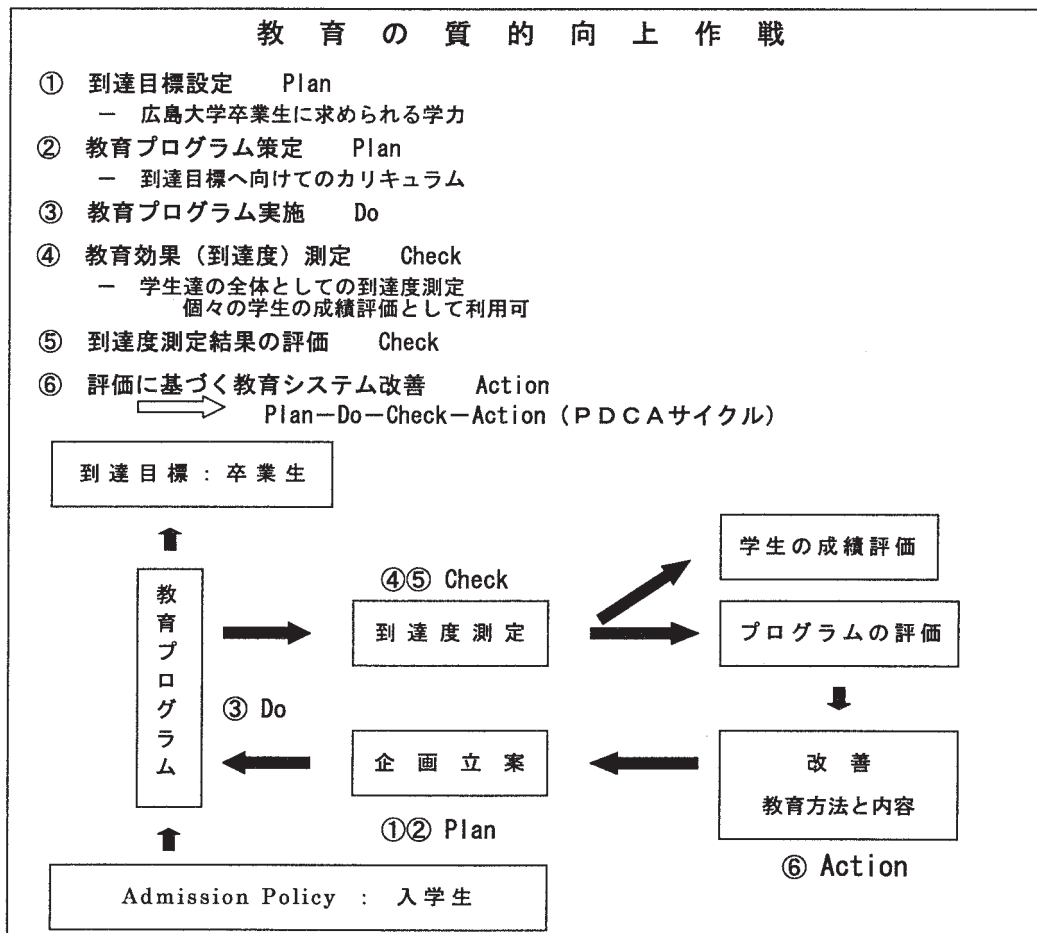 教育の質的向上作戦
① 到達目標設定 Plan
－ 広島大学卒業生に求められる学力
② 教育プログラム策定 Plan
－ 到達目標へ向けてのカリキュラム
③ 教育プログラム実施 Do
④ 教育効果（到達度）測定 Check
－ 学生達の全体としての到達度測定
個々の学生の成績評価として利用可
⑤ 到達度測定結果の評価 Check
⑥ 評価に基づく教育システム改善 Action
Plan－Do－Check－Action（ＰＤＣＡサイクル）
到達目標：卒業生
教育プログラム
③ Do
④⑤ Check
到達度測定
学生の成績評価
プログラムの評価
企画立案
①② Plan
改善
教育方法と内容
⑥ Action
Admission Policy ： 入学生